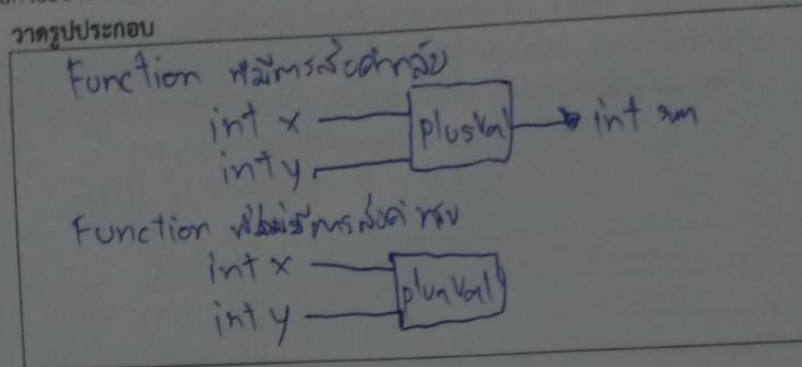 วาดรูปประกอบ
Function ที่มีการส่งค่ากลับ
int x
plusVal
int sum
int y
Function ที่ไม่มีการส่งค่ากลับ
int x
plusVal
int y